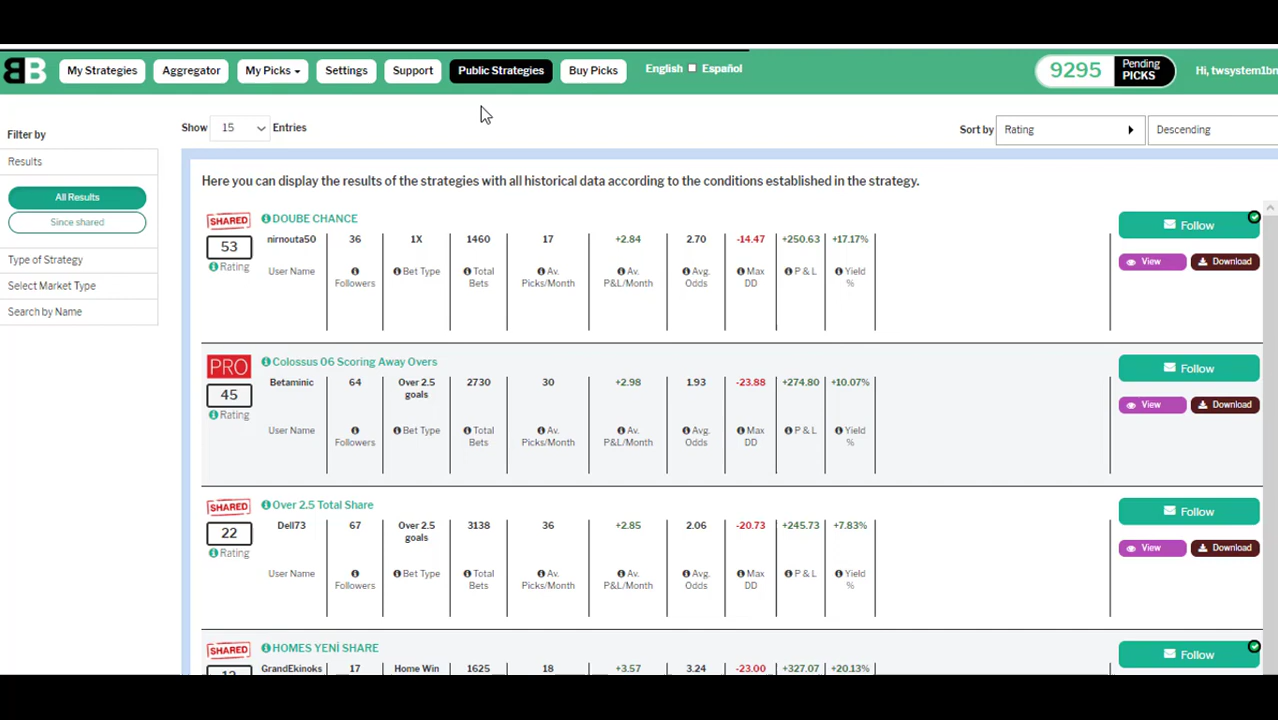 BB My Strategies Aggregator My Picks Settings Support Public Strategies Buy Picks English Español 9295 Pending PICKS Hi, twsystem1bm
Filter by Show 15 Entries Sort by Rating Descending
Results
All Results
Since shared
Type of Strategy
Select Market Type
Search by Name
Here you can display the results of the strategies with all historical data according to the conditions established in the strategy.
SHARED DOUBE CHANCE Follow
53 nirnouta50 36 1X 1460 17 +2.84 2.70 -14.47 +250.63 +17.17%
Rating User Name Followers Bet Type Total Bets Av. Picks/Month Av. P&L/Month Avg. Odds Max DD P & L Yield % View Download
PRO Colossus 06 Scoring Away Overs Follow
45 Betaminic 64 Over 2.5 goals 2730 30 +2.98 1.93 -23.88 +274.80 +10.07%
Rating User Name Followers Bet Type Total Bets Av. Picks/Month Av. P&L/Month Avg. Odds Max DD P & L Yield % View Download
SHARED Over 2.5 Total Share Follow
22 Dell73 67 Over 2.5 goals 3138 36 +2.85 2.06 -20.73 +245.73 +7.83%
Rating User Name Followers Bet Type Total Bets Av. Picks/Month Av. P&L/Month Avg. Odds Max DD P & L Yield % View Download
SHARED HOMES YENİ SHARE Follow
GrandEkinoks 17 Home Win 1625 18 +3.57 3.24 -23.00 +327.07 +20.13%